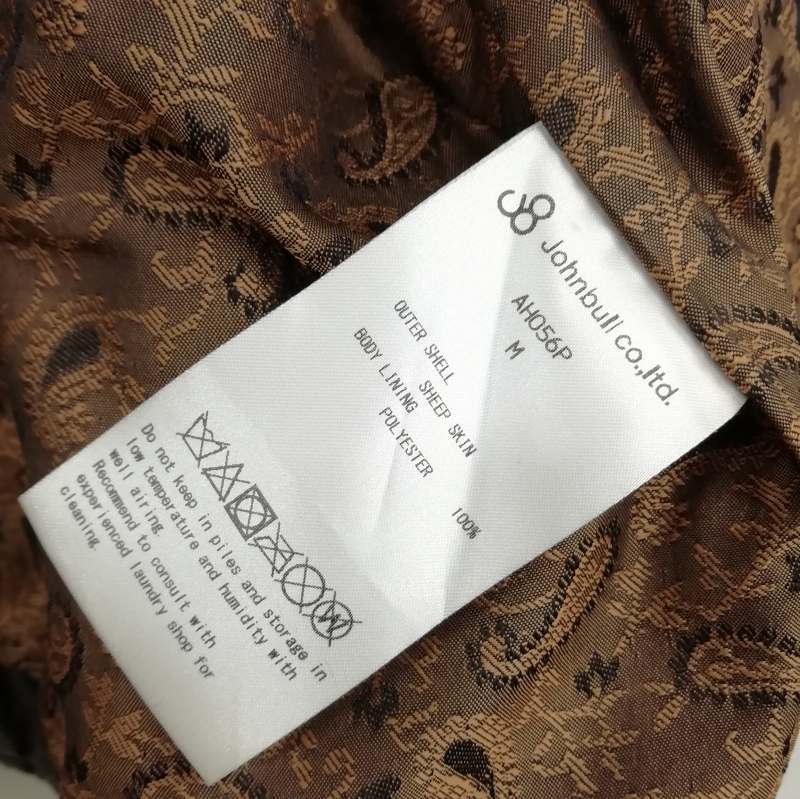 Johnbull co.,ltd.
AH056P
M
OUTER SHELL
SHEEP SKIN
BODY LINING
POLYESTER 100%
Do not keep in piles and storage in
low temperature and humidity with
well airing.
Recommend to consult with
experienced laundry shop for
cleaning.
W